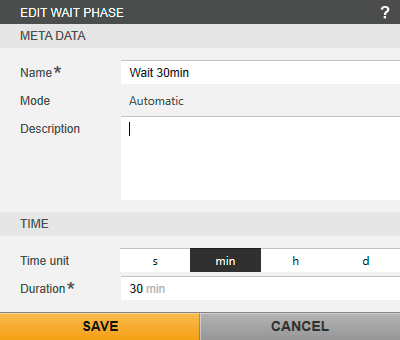 EDIT WAIT PHASE ?
META DATA
Name* Wait 30min
Mode Automatic
Description
TIME
Time unit s min h d
Duration* 30 min
SAVE CANCEL